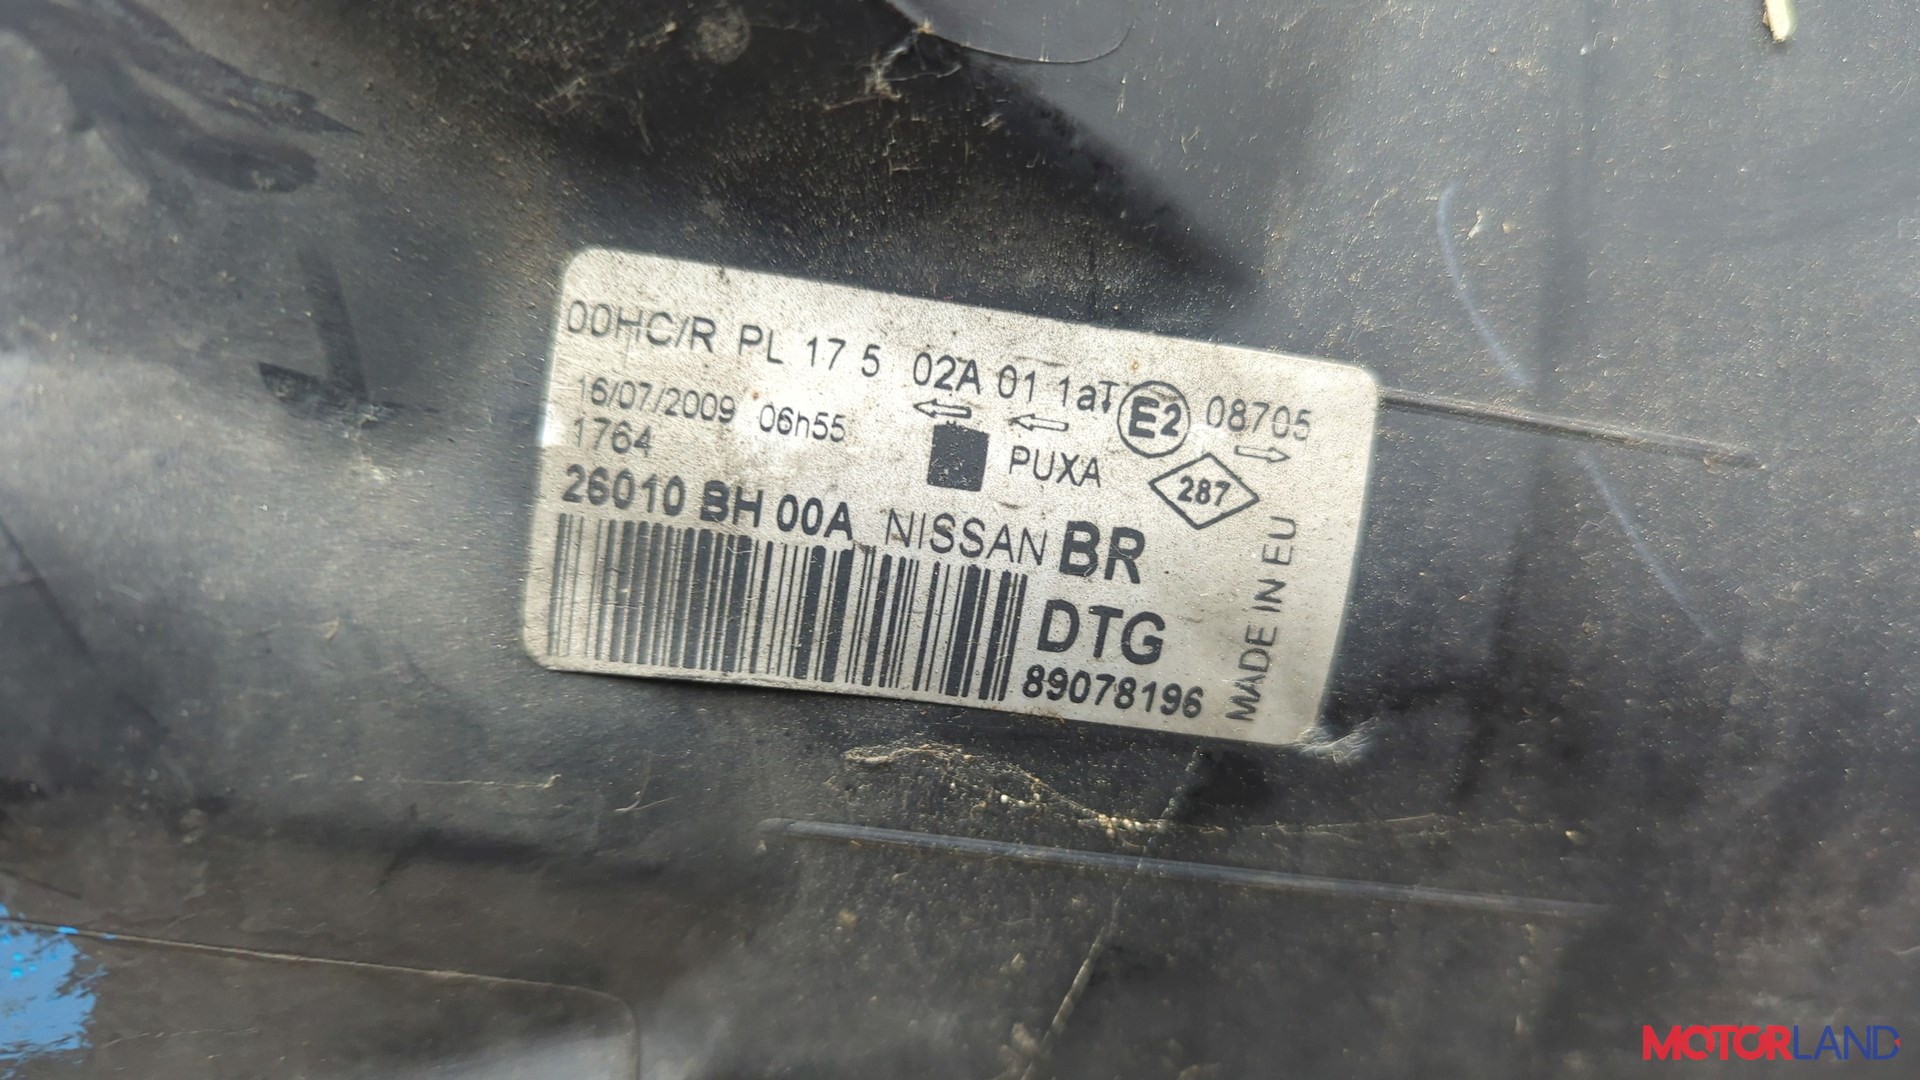 00HC/R PL 17 5 02A 01 1aT E2 08705
16/07/2009 06h55
1764
PUXA
287
26010 BH 00A NISSAN BR
DTG
89078196
MADE IN EU
MOTORLAND